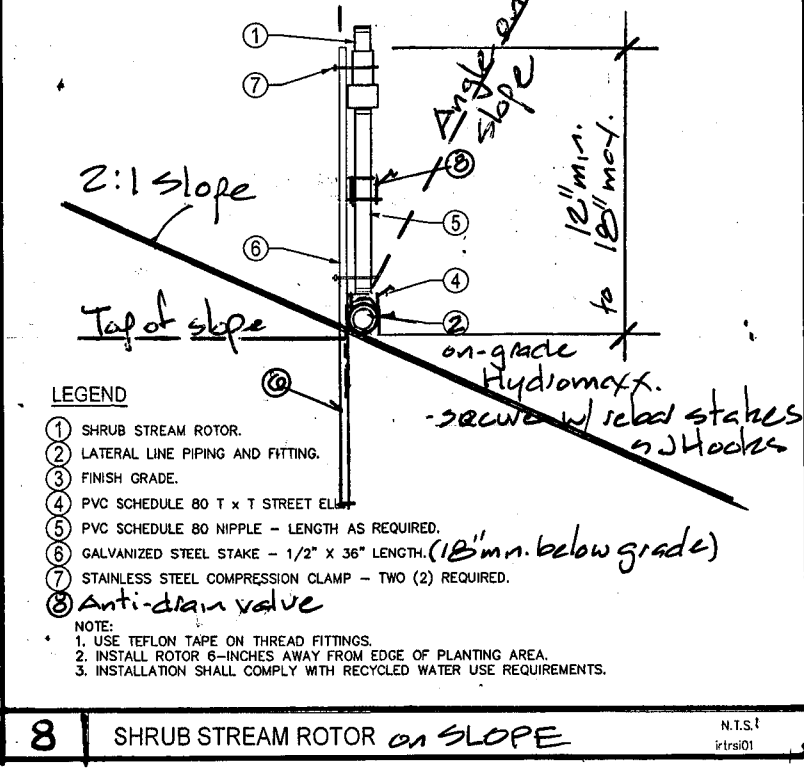 1
7
Angle on
slope
8
2:1 slope
5
6
4
12" min.
to 18" max.
2
Top of slope
on-grade
Hydromaxx.
6
-secure w/ rebar stakes
n J Hooks
LEGEND
1 SHRUB STREAM ROTOR.
2 LATERAL LINE PIPING AND FITTING.
3 FINISH GRADE.
4 PVC SCHEDULE 80 T x T STREET ELL
5 PVC SCHEDULE 80 NIPPLE – LENGTH AS REQUIRED.
6 GALVANIZED STEEL STAKE – 1/2" X 36" LENGTH. (18" min. below grade)
7 STAINLESS STEEL COMPRESSION CLAMP – TWO (2) REQUIRED.
8 Anti-drain valve
NOTE:
1. USE TEFLON TAPE ON THREAD FITTINGS.
2. INSTALL ROTOR 6-INCHES AWAY FROM EDGE OF PLANTING AREA.
3. INSTALLATION SHALL COMPLY WITH RECYCLED WATER USE REQUIREMENTS.
8 SHRUB STREAM ROTOR on SLOPE
N.T.S.
irtrsi01